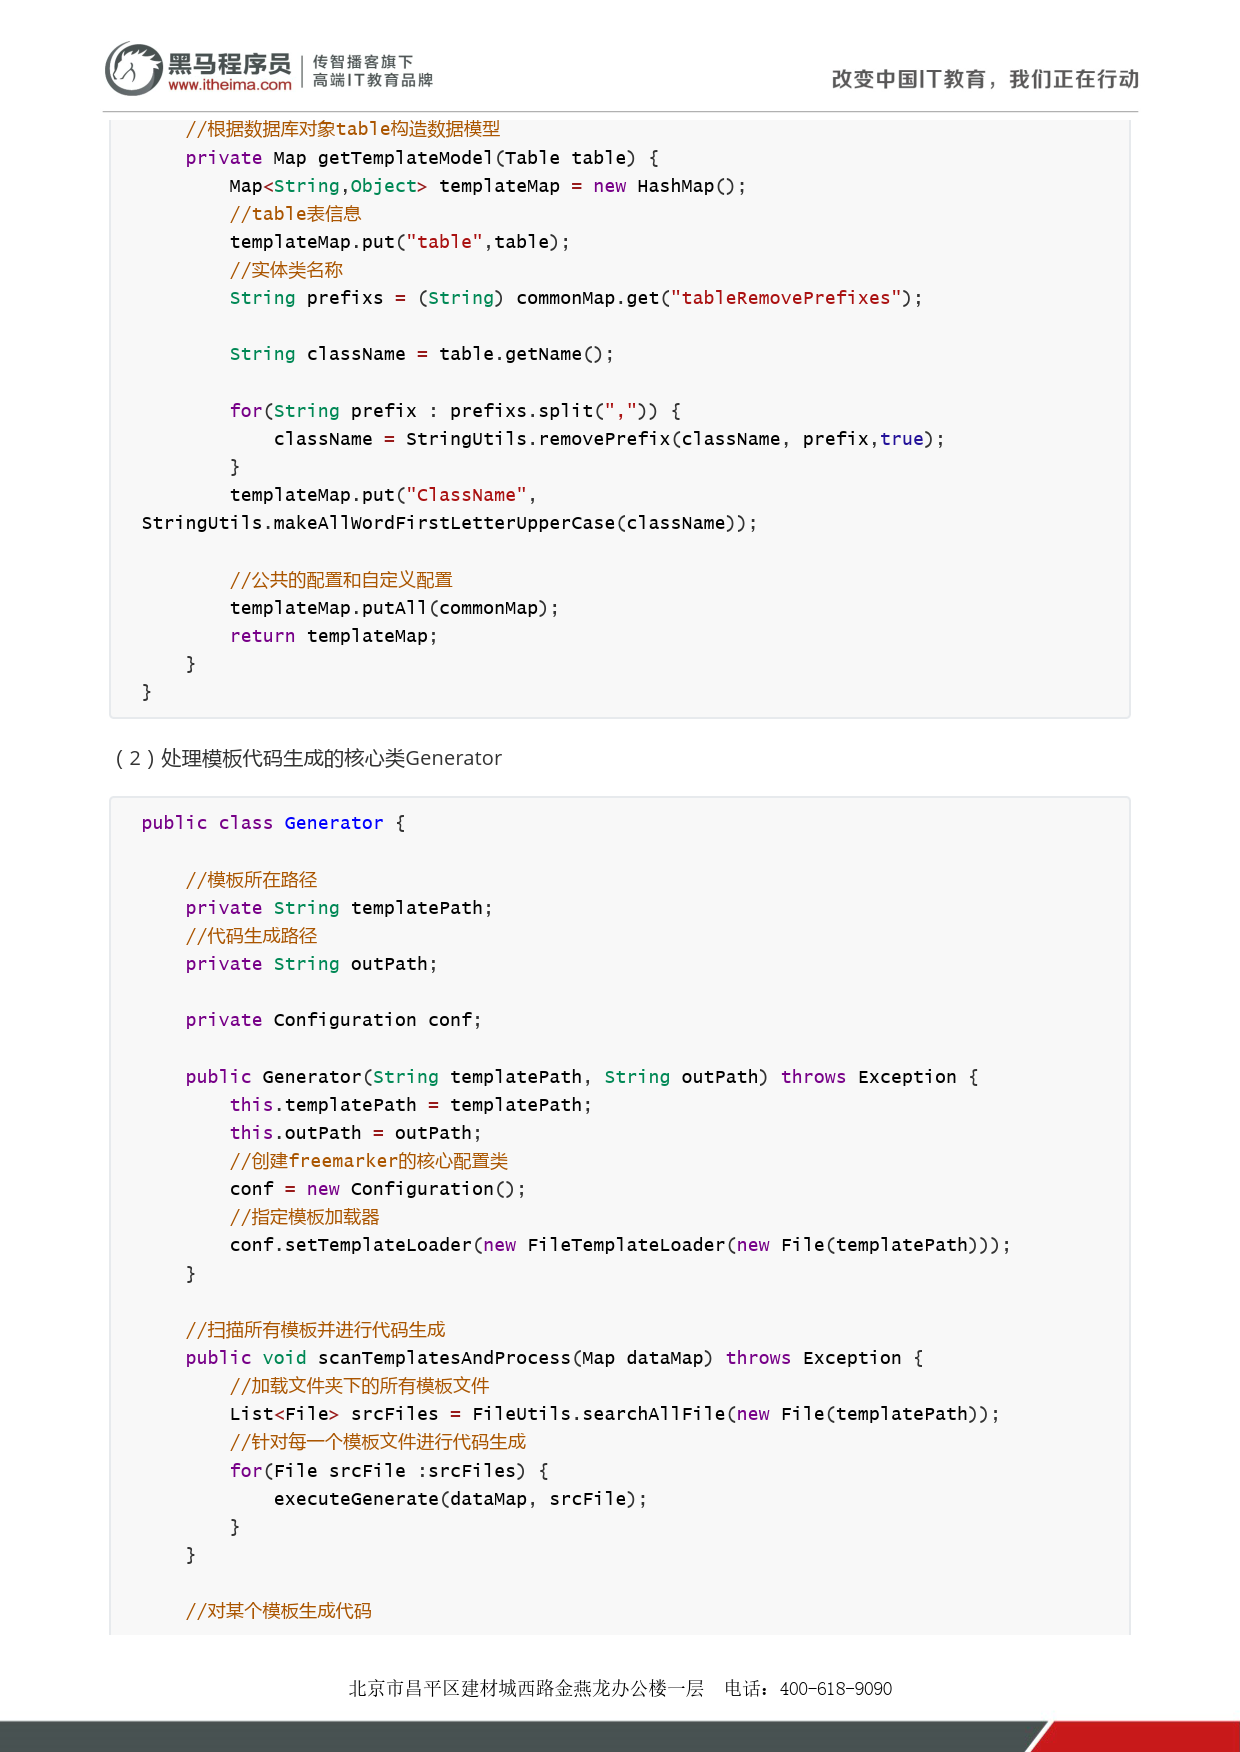 黑马程序员
www.itheima.com
传智播客旗下
高端IT教育品牌
改变中国IT教育，我们正在行动
    //根据数据库对象table构造数据模型
    private Map getTemplateModel(Table table) {
        Map<String,Object> templateMap = new HashMap();
        //table表信息
        templateMap.put("table",table);
        //实体类名称
        String prefixs = (String) commonMap.get("tableRemovePrefixes");
        String className = table.getName();
        for(String prefix : prefixs.split(",")) {
            className = StringUtils.removePrefix(className, prefix,true);
        }
        templateMap.put("ClassName",
StringUtils.makeAllWordFirstLetterUpperCase(className));
        //公共的配置和自定义配置
        templateMap.putAll(commonMap);
        return templateMap;
    }
}
（2）处理模板代码生成的核心类Generator
public class Generator {
    //模板所在路径
    private String templatePath;
    //代码生成路径
    private String outPath;
    private Configuration conf;
    public Generator(String templatePath, String outPath) throws Exception {
        this.templatePath = templatePath;
        this.outPath = outPath;
        //创建freemarker的核心配置类
        conf = new Configuration();
        //指定模板加载器
        conf.setTemplateLoader(new FileTemplateLoader(new File(templatePath)));
    }
    //扫描所有模板并进行代码生成
    public void scanTemplatesAndProcess(Map dataMap) throws Exception {
        //加载文件夹下的所有模板文件
        List<File> srcFiles = FileUtils.searchAllFile(new File(templatePath));
        //针对每一个模板文件进行代码生成
        for(File srcFile :srcFiles) {
            executeGenerate(dataMap, srcFile);
        }
    }
    //对某个模板生成代码
北京市昌平区建材城西路金燕龙办公楼一层    电话：400-618-9090